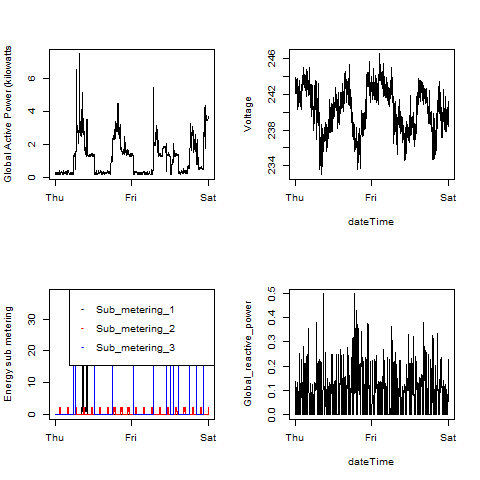 Global Active Power (kilowatts
0
2
4
6
Thu
Fri
Sat
Voltage
234
238
242
246
Thu
Fri
Sat
dateTime
Energy sub metering
0
10
20
30
Sub_metering_1
Sub_metering_2
Sub_metering_3
Thu
Fri
Sat
Global_reactive_power
0.0
0.1
0.2
0.3
0.4
0.5
Thu
Fri
Sat
dateTime